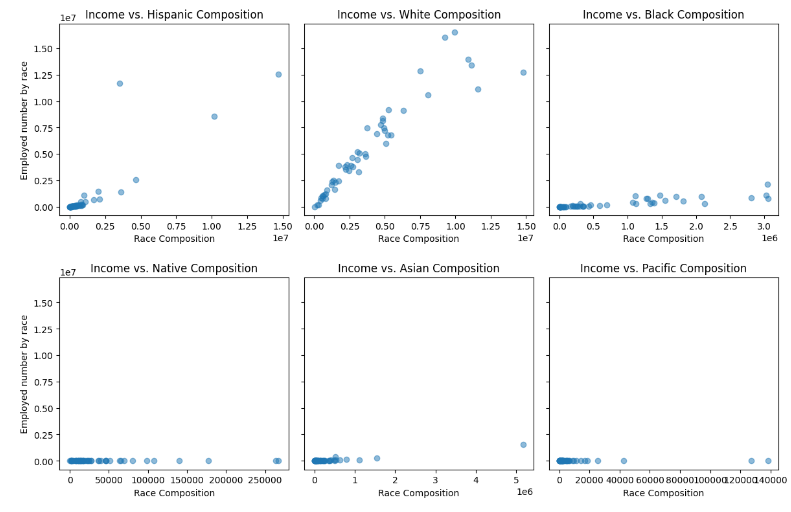 Income vs. Hispanic Composition
Income vs. White Composition
Income vs. Black Composition
1e7
1.50
1.25
1.00
0.75
0.50
0.25
0.00
Employed number by race
0.00 0.25 0.50 0.75 1.00 1.25 1.50
1e7
Race Composition
0.00 0.25 0.50 0.75 1.00 1.25 1.50
1e7
Race Composition
0.0 0.5 1.0 1.5 2.0 2.5 3.0
1e6
Race Composition
Income vs. Native Composition
Income vs. Asian Composition
Income vs. Pacific Composition
1e7
1.50
1.25
1.00
0.75
0.50
0.25
0.00
Employed number by race
0 50000 100000 150000 200000 250000
Race Composition
0 1 2 3 4 5
1e6
Race Composition
0 20000 40000 60000 80000 100000 120000 140000
Race Composition